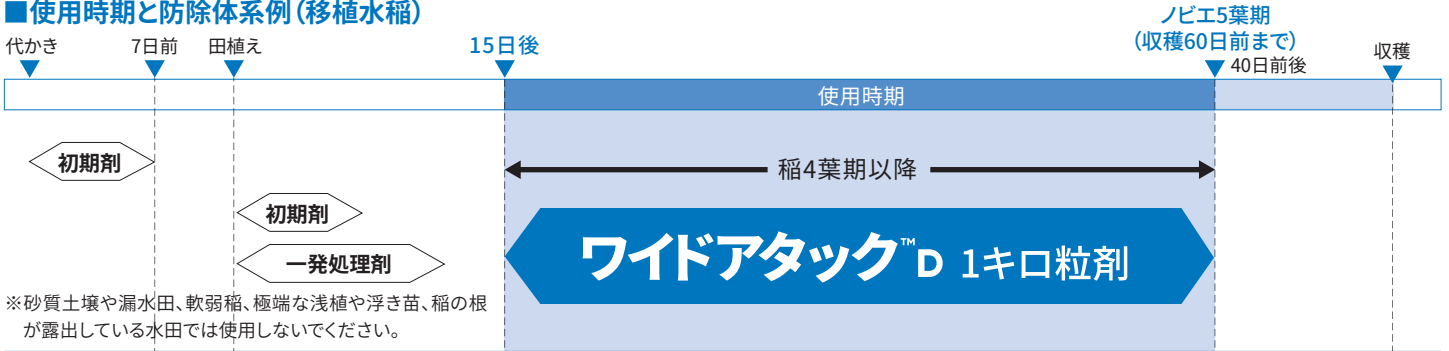 ■使用時期と防除体系例（移植水稲）
代かき
7日前
田植え
15日後
ノビエ5葉期
（収穫60日前まで）
40日前後
収穫
使用時期
初期剤
稲4葉期以降
初期剤
一発処理剤
ワイドアタック™D 1キロ粒剤
※砂質土壌や漏水田、軟弱稲、極端な浅植や浮き苗、稲の根
が露出している水田では使用しないでください。